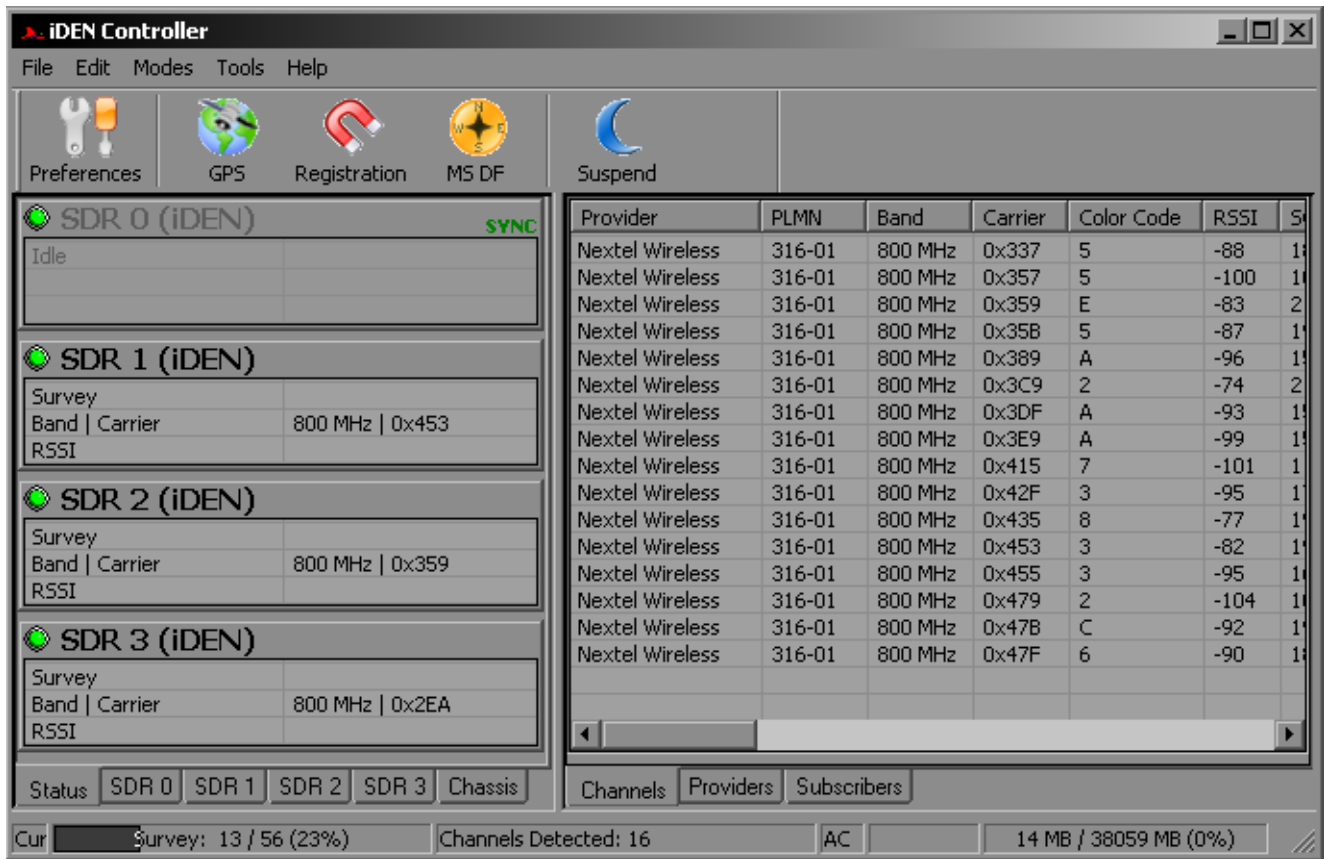 iDEN Controller
File Edit Modes Tools Help
Preferences GPS Registration MS DF Suspend
SDR 0 (iDEN) SYNC
Idle
SDR 1 (iDEN)
Survey
Band | Carrier 800 MHz | 0x453
RSSI
SDR 2 (iDEN)
Survey
Band | Carrier 800 MHz | 0x359
RSSI
SDR 3 (iDEN)
Survey
Band | Carrier 800 MHz | 0x2EA
RSSI
Status SDR 0 SDR 1 SDR 2 SDR 3 Chassis
Provider PLMN Band Carrier Color Code RSSI
Nextel Wireless 316-01 800 MHz 0x337 5 -88
Nextel Wireless 316-01 800 MHz 0x357 5 -100
Nextel Wireless 316-01 800 MHz 0x359 E -83
Nextel Wireless 316-01 800 MHz 0x35B 5 -87
Nextel Wireless 316-01 800 MHz 0x389 A -96
Nextel Wireless 316-01 800 MHz 0x3C9 2 -74
Nextel Wireless 316-01 800 MHz 0x3DF A -93
Nextel Wireless 316-01 800 MHz 0x3E9 A -99
Nextel Wireless 316-01 800 MHz 0x415 7 -101
Nextel Wireless 316-01 800 MHz 0x42F 3 -95
Nextel Wireless 316-01 800 MHz 0x435 8 -77
Nextel Wireless 316-01 800 MHz 0x453 3 -82
Nextel Wireless 316-01 800 MHz 0x455 3 -95
Nextel Wireless 316-01 800 MHz 0x479 2 -104
Nextel Wireless 316-01 800 MHz 0x47B C -92
Nextel Wireless 316-01 800 MHz 0x47F 6 -90
Channels Providers Subscribers
Cur Survey: 13 / 56 (23%) Channels Detected: 16 AC 14 MB / 38059 MB (0%)